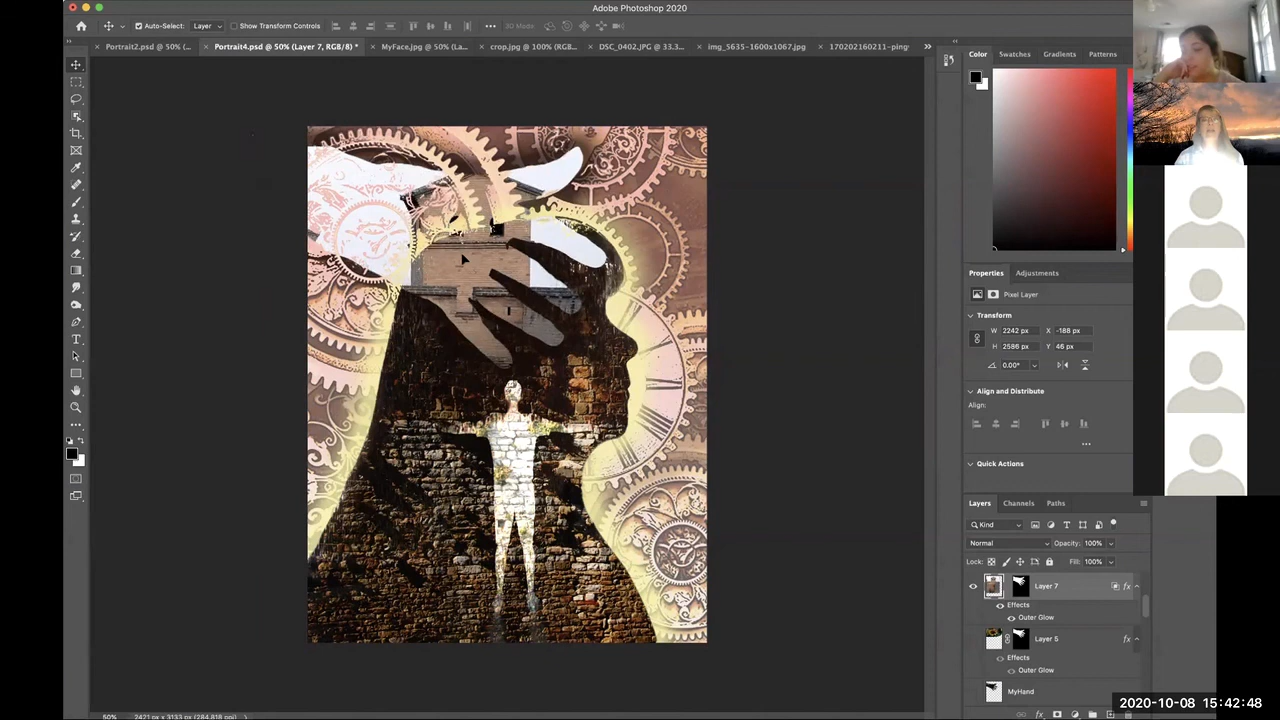 Adobe Photoshop 2020
Auto-Select: Layer Show Transform Controls 3D Mode:
Portrait2.psd @ 50% (... Portrait4.psd @ 50% (Layer 7, RGB/8) * MyFace.jpg @ 50% (La... crop.jpg @ 100% (RGB... DSC_0402.JPG @ 33.3... img_5635-1600x1067.jpg 170202160211-ping
Color Swatches Gradients Patterns
Properties Adjustments
Pixel Layer
Transform
W 2242 px X -188 px
H 2586 px Y 46 px
0.00°
Align and Distribute
Align:
Quick Actions
Layers Channels Paths
Kind
Normal Opacity: 100%
Lock: Fill: 100%
Layer 7 fx
Effects
Outer Glow
Layer 5 fx
Effects
Outer Glow
MyHand
2020-10-08 15:42:48
50% 2421 px x 3133 px (284.818 ppi)